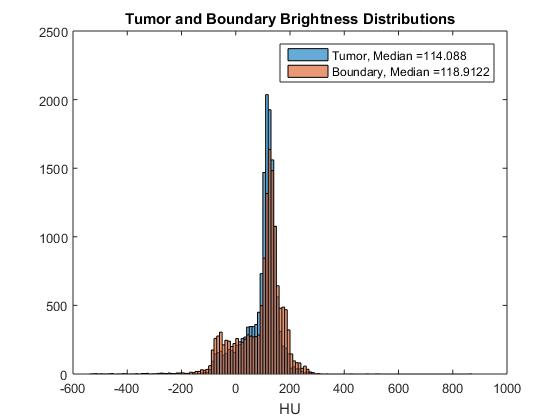 Tumor and Boundary Brightness Distributions
2500
2000
1500
1000
500
0
Tumor, Median =114.088
Boundary, Median =118.9122
-600 -400 -200 0 200 400 600 800 1000
HU